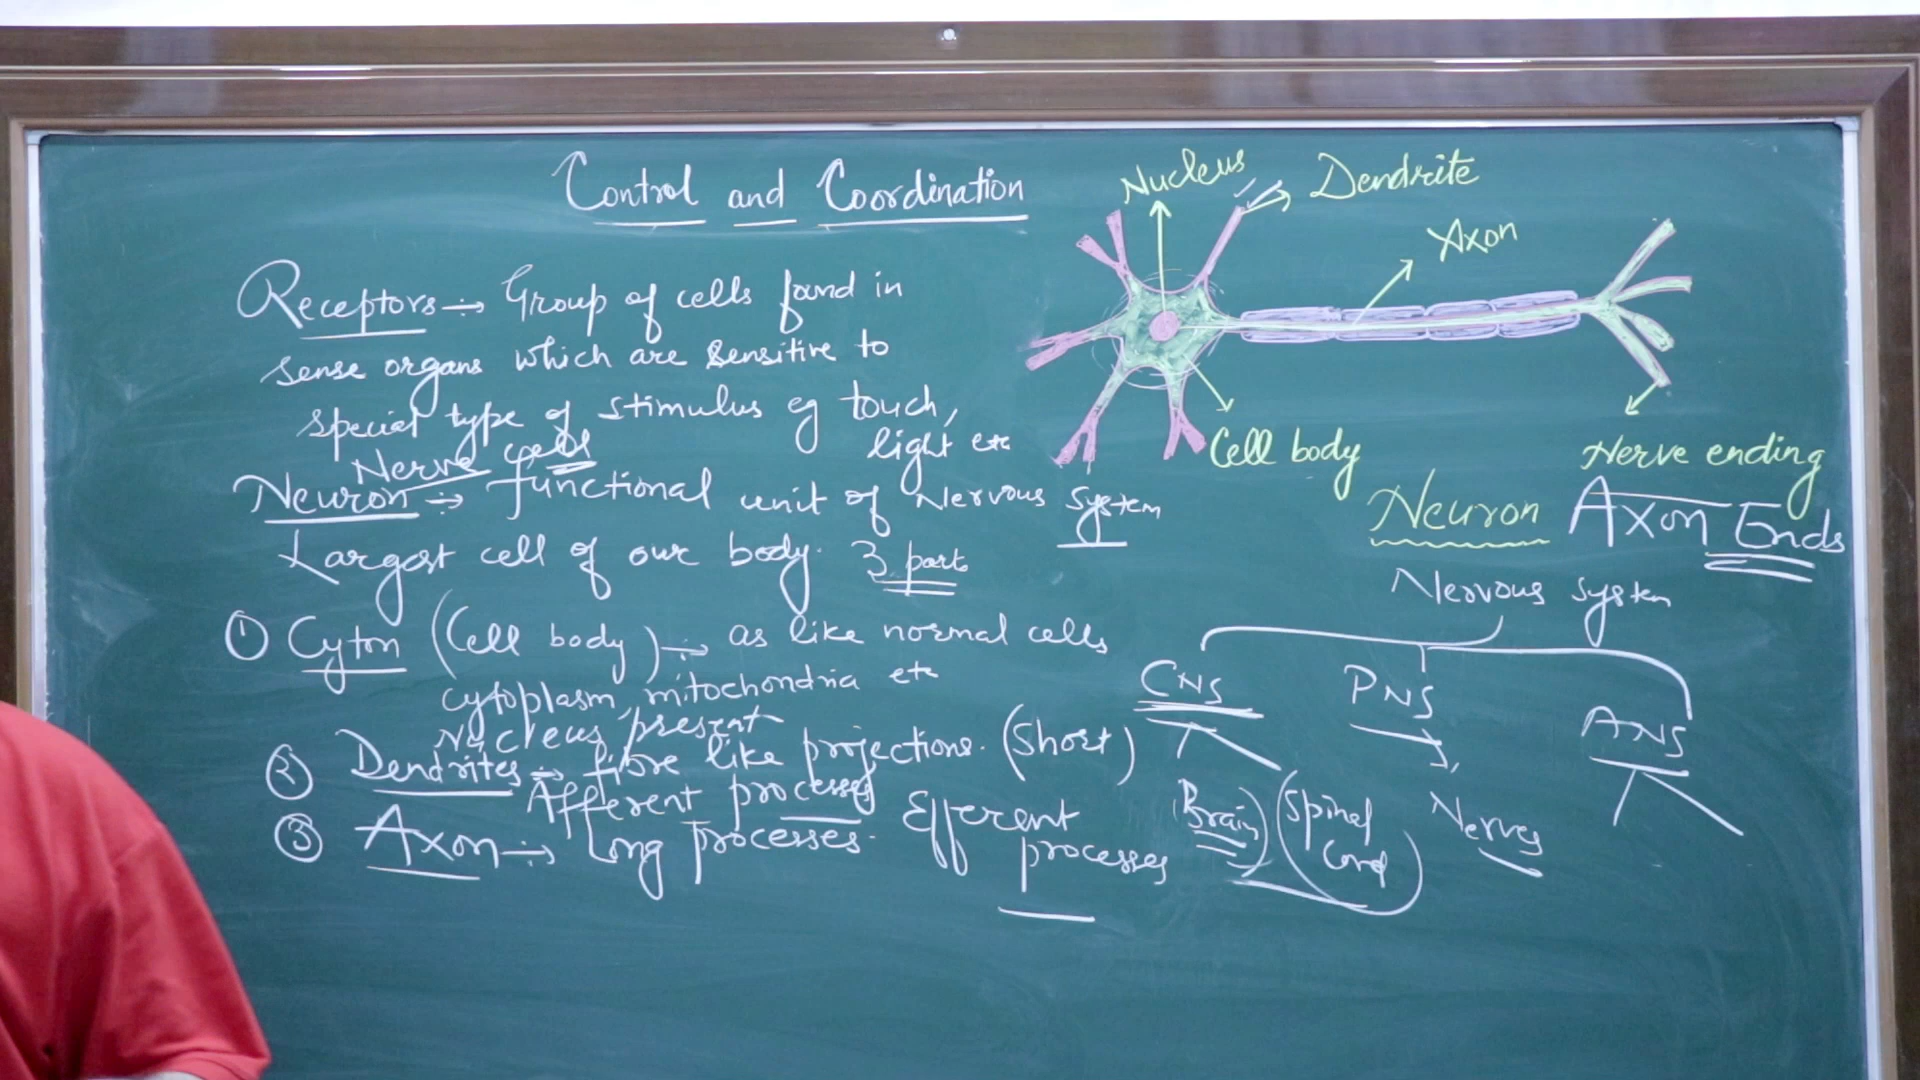 Control and Coordination
Receptors ÷→ Group of cells found in
sense organs which are sensitive to
special type of stimulus eg touch,
light etc
Nerve cells
Neuron ÷→ functional unit of Nervous system
Largest cell of our body. 3 parts
① Cyton (Cell body) ÷→ as like normal cells
cytoplasm, mitochondria etc
Nucleus present
② Dendrites ÷→ fibre like projections. (Short)
Afferent processes
③ Axon ÷→ Long processes. Efferent
processes
Nucleus
Dendrite
Axon
Cell body
Nerve ending
Neuron
Axon Ends
Nervous system
CNS PNS ANS
(Brain) (Spinal Nerves
Cord)